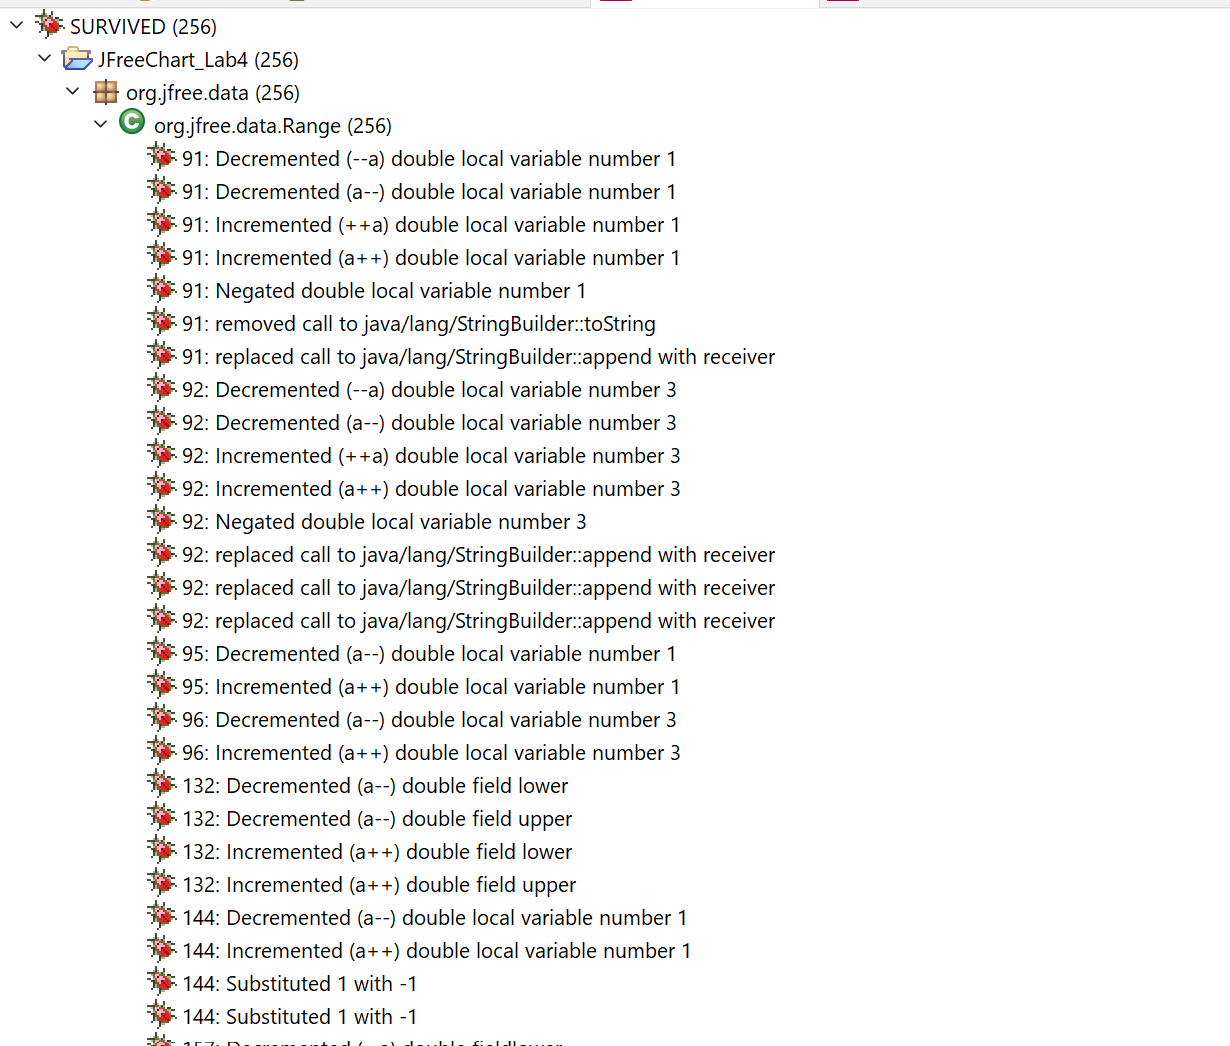 SURVIVED (256)
JFreeChart_Lab4 (256)
org.jfree.data (256)
org.jfree.data.Range (256)
91: Decremented (--a) double local variable number 1
91: Decremented (a--) double local variable number 1
91: Incremented (++a) double local variable number 1
91: Incremented (a++) double local variable number 1
91: Negated double local variable number 1
91: removed call to java/lang/StringBuilder::toString
91: replaced call to java/lang/StringBuilder::append with receiver
92: Decremented (--a) double local variable number 3
92: Decremented (a--) double local variable number 3
92: Incremented (++a) double local variable number 3
92: Incremented (a++) double local variable number 3
92: Negated double local variable number 3
92: replaced call to java/lang/StringBuilder::append with receiver
92: replaced call to java/lang/StringBuilder::append with receiver
92: replaced call to java/lang/StringBuilder::append with receiver
95: Decremented (a--) double local variable number 1
95: Incremented (a++) double local variable number 1
96: Decremented (a--) double local variable number 3
96: Incremented (a++) double local variable number 3
132: Decremented (a--) double field lower
132: Decremented (a--) double field upper
132: Incremented (a++) double field lower
132: Incremented (a++) double field upper
144: Decremented (a--) double local variable number 1
144: Incremented (a++) double local variable number 1
144: Substituted 1 with -1
144: Substituted 1 with -1